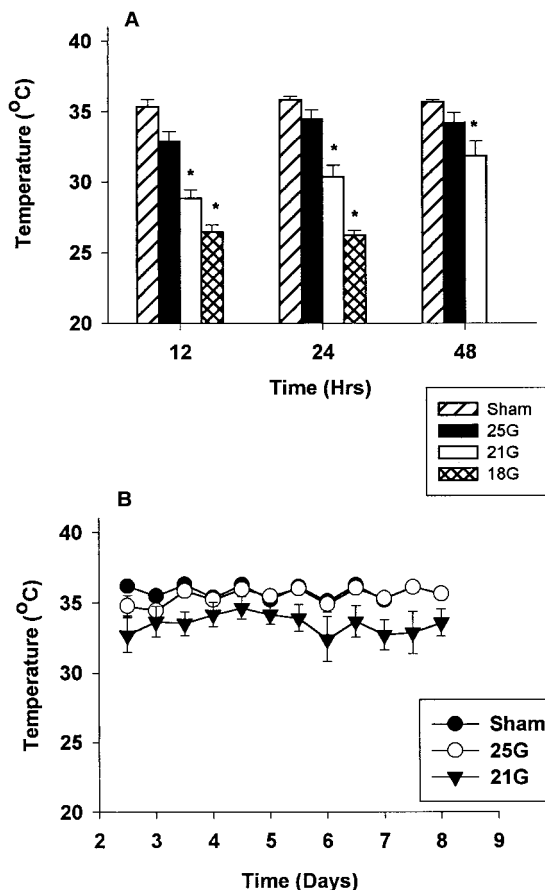 A
Temperature (°C)
40
35
30
25
20
* * * * *
12 24 48
Time (Hrs)
Sham
25G
21G
18G
B
Temperature (°C)
40
35
30
25
20
2 3 4 5 6 7 8 9
Time (Days)
Sham
25G
21G